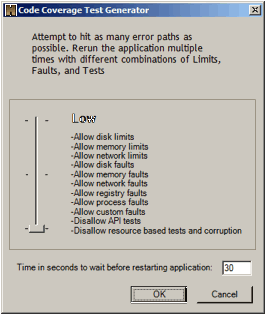 Code Coverage Test Generator
Attempt to hit as many error paths as
possible. Rerun the application multiple
times with different combinations of Limits,
Faults, and Tests
Low
-Allow disk limits
-Allow memory limits
-Allow network limits
-Allow disk faults
-Allow memory faults
-Allow network faults
-Allow registry faults
-Allow process faults
-Allow custom faults
-Disallow API tests
-Disallow resource based tests and corruption
Time in seconds to wait before restarting application: 30
OK Cancel